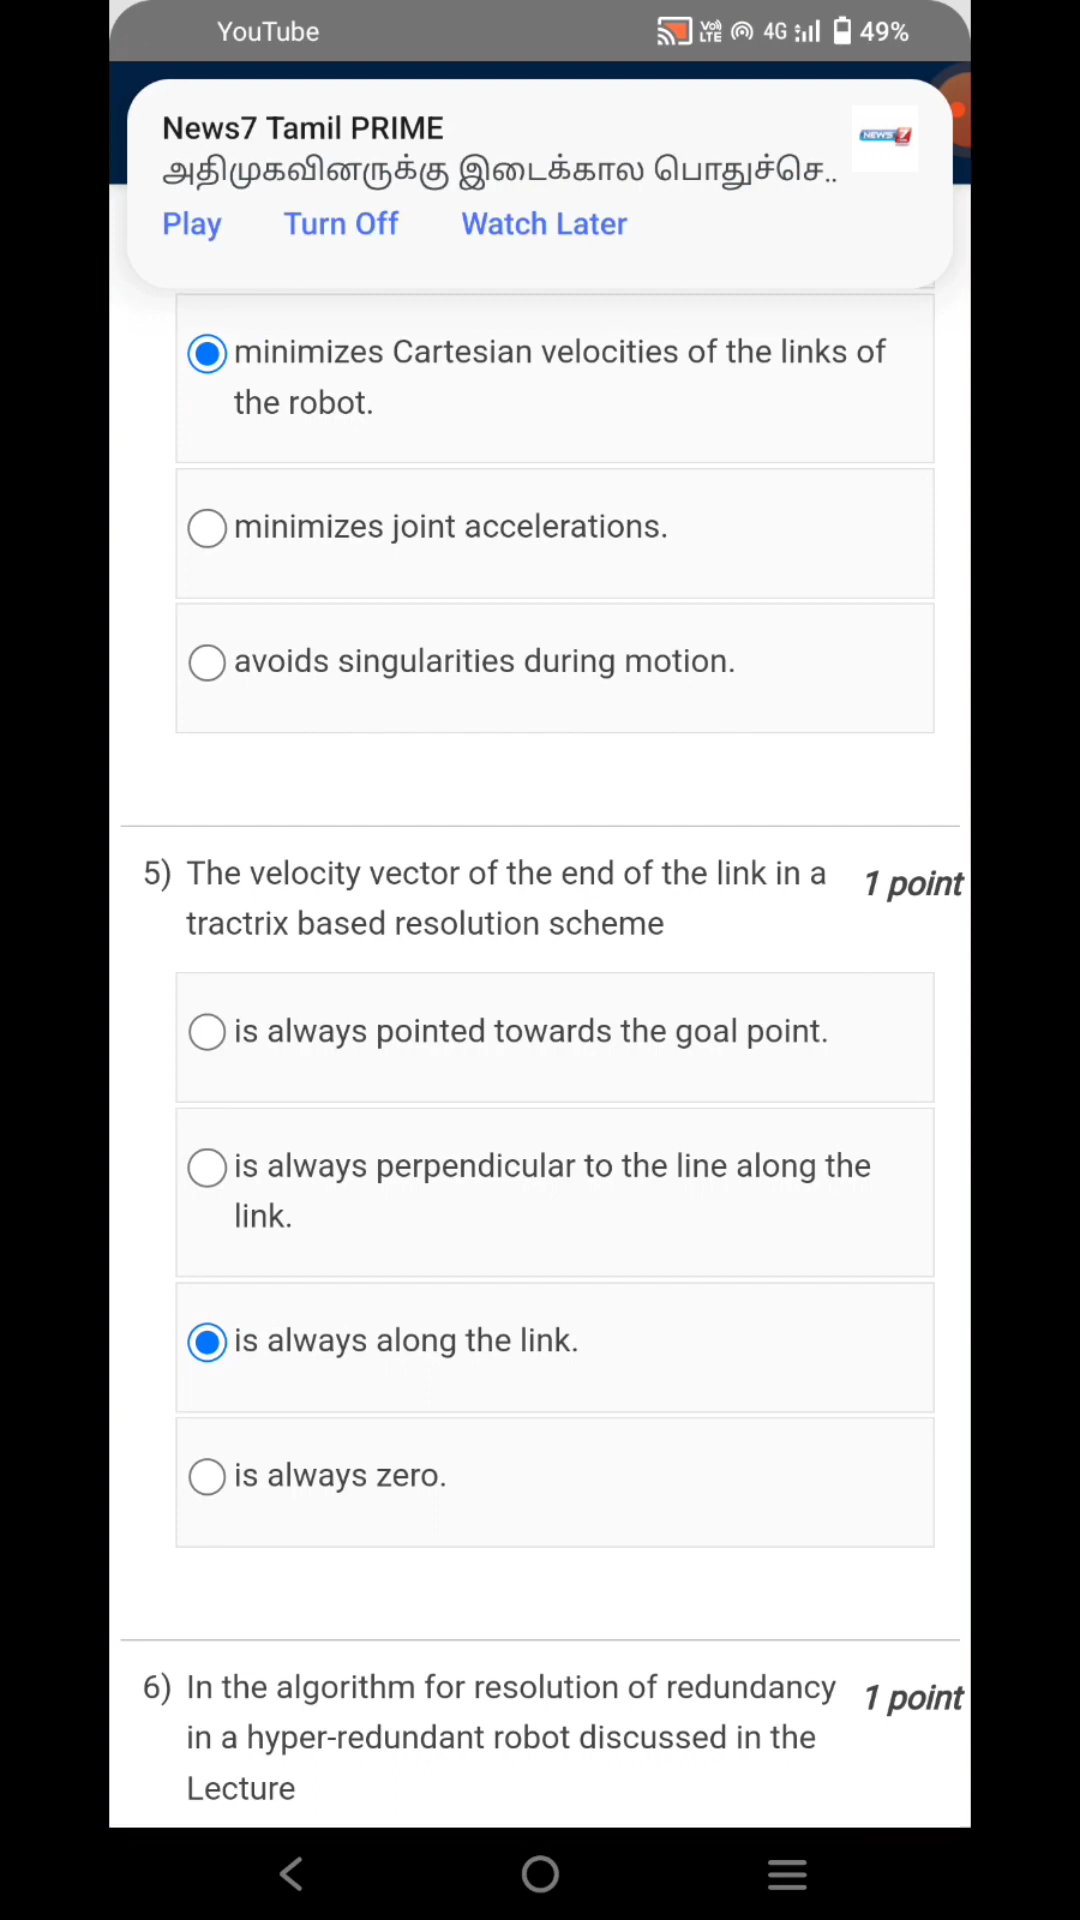 YouTube
Vo) LTE 4G 49%
News7 Tamil PRIME
NEWS 7
அதிமுகவினருக்கு இடைக்கால பொதுச்செ..
Play Turn Off Watch Later
minimizes Cartesian velocities of the links of
the robot.
minimizes joint accelerations.
avoids singularities during motion.
5) The velocity vector of the end of the link in a 1 point
tractrix based resolution scheme
is always pointed towards the goal point.
is always perpendicular to the line along the
link.
is always along the link.
is always zero.
6) In the algorithm for resolution of redundancy 1 point
in a hyper-redundant robot discussed in the
Lecture